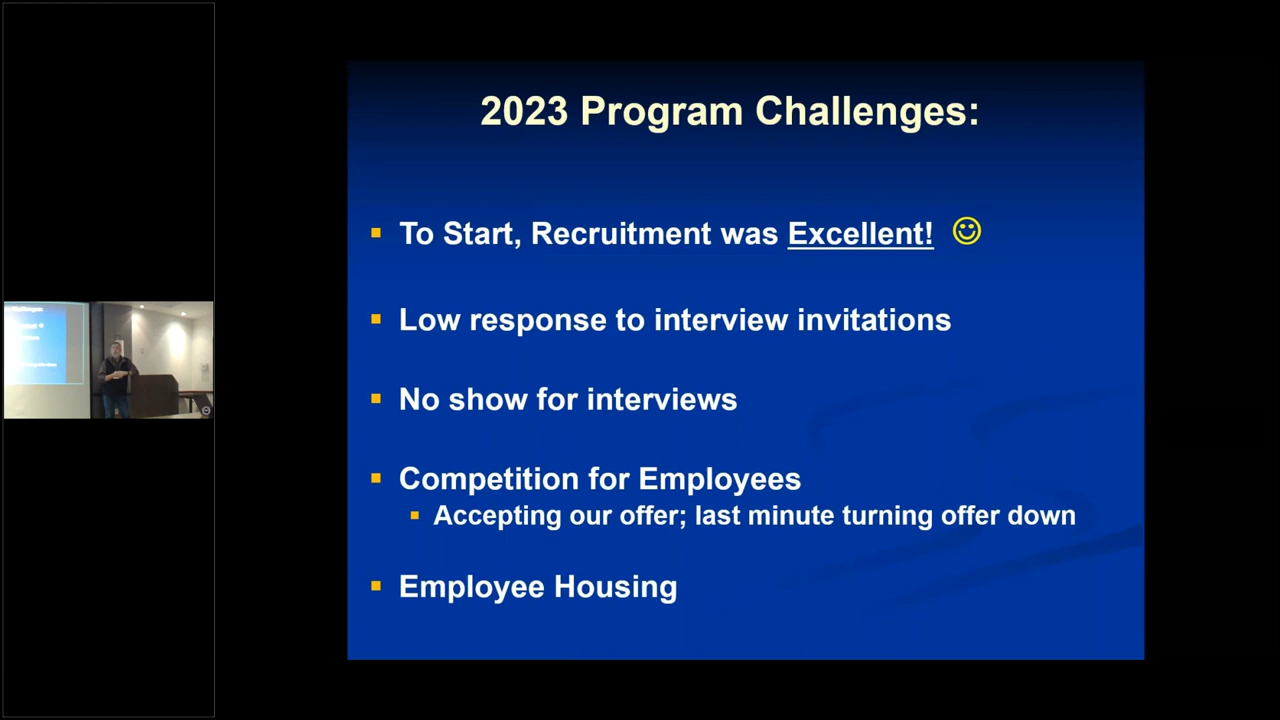 2023 Program Challenges:
To Start, Recruitment was Excellent!
Low response to interview invitations
No show for interviews
Competition for Employees
Accepting our offer; last minute turning offer down
Employee Housing